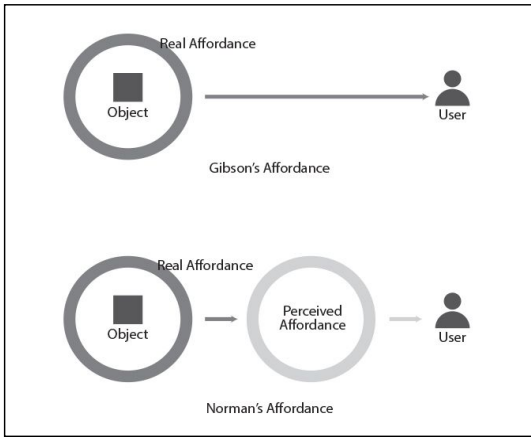 Real Affordance
Object
User
Gibson's Affordance
Real Affordance
Perceived
Affordance
Object
User
Norman's Affordance